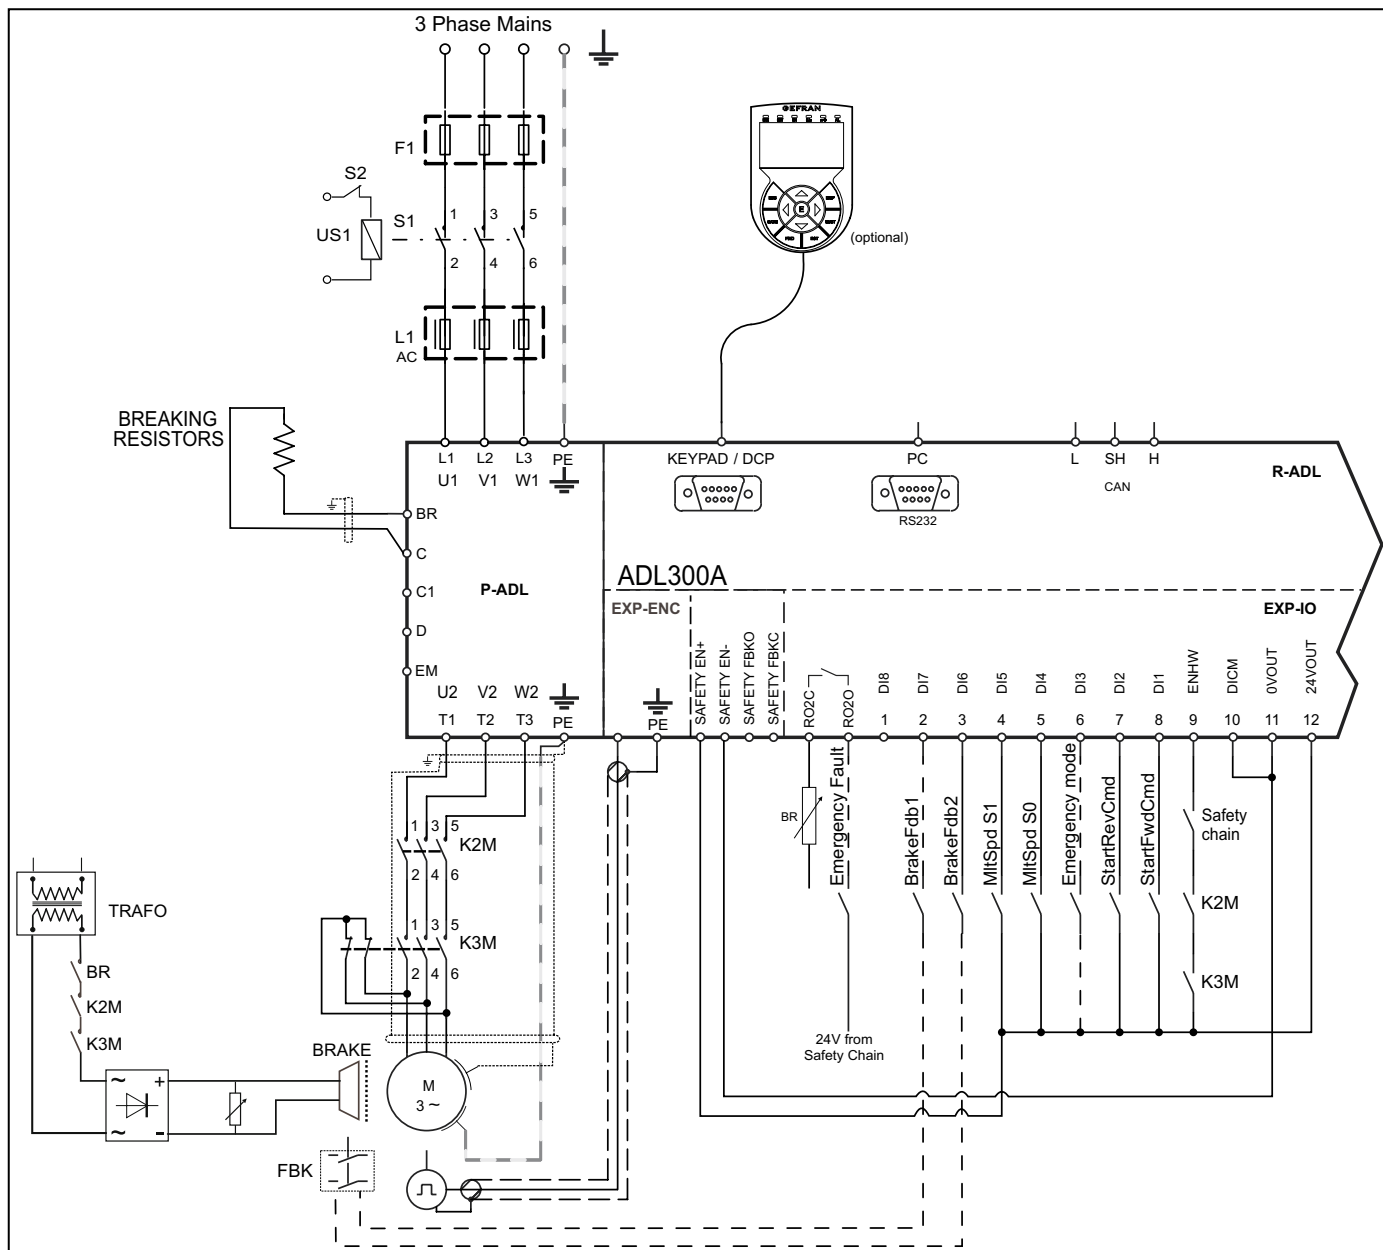 3 Phase Mains
GEFRAN
F1
S2
US1
S1
1 3 5
2 4 6
E
(optional)
L1
AC
BREAKING
RESISTORS
L1 L2 L3 PE
U1 V1 W1
KEYPAD / DCP
PC
RS232
L SH H
CAN
R-ADL
BR
C
C1
D
EM
P-ADL
ADL300A
EXP-ENC
EXP-IO
U2 V2 W2
T1 T2 T3 PE
PE
SAFETY EN+
SAFETY EN-
SAFETY FBKO
SAFETY FBKC
RO2C
RO2O
DI8
DI7
DI6
DI5
DI4
DI3
DI2
DI1
ENHW
DICM
0VOUT
24VOUT
1 2 3 4 5 6 7 8 9 10 11 12
BR
Emergency Fault
BrakeFdb1
BrakeFdb2
MltSpd S1
MltSpd S0
Emergency mode
StartRevCmd
StartFwdCmd
Safety
chain
K2M
K3M
1 3 5
K2M
2 4 6
1 3 5
K3M
2 4 6
TRAFO
BR
K2M
K3M
24V from
Safety Chain
BRAKE
~ +
~ -
M
3 ~
FBK